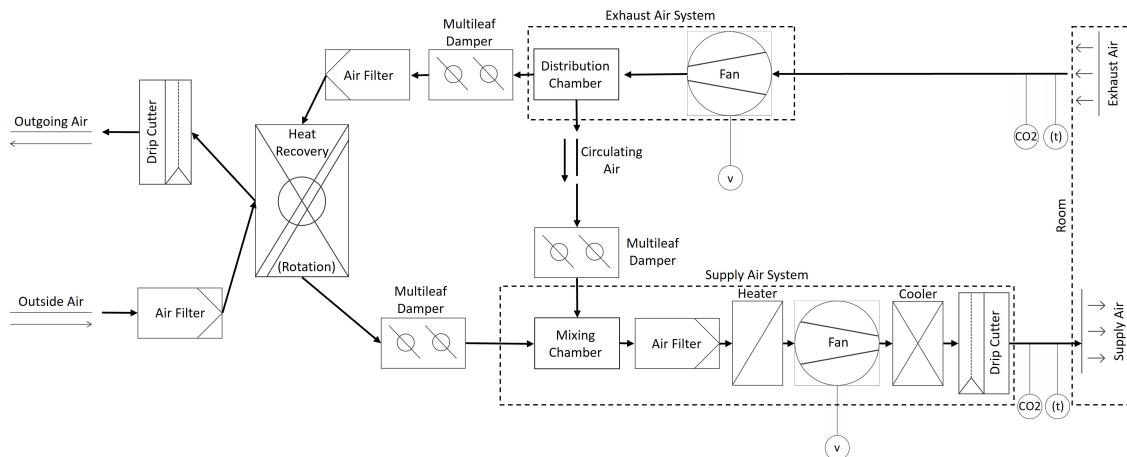 Exhaust Air System
Multileaf
Damper
Air Filter
Distribution
Chamber
Fan
Exhaust Air
CO2
(t)
v
Outgoing Air
Drip Cutter
Heat
Recovery
(Rotation)
Circulating
Air
Room
Multileaf
Damper
Outside Air
Air Filter
Multileaf
Damper
Supply Air System
Mixing
Chamber
Air Filter
Heater
Fan
Cooler
Drip Cutter
Supply Air
CO2
(t)
v